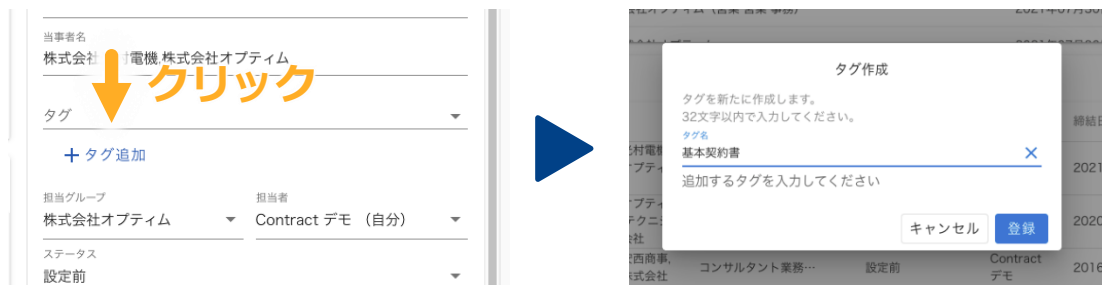 当事者名
株式会社 電機,株式会社オプティム
クリック
タグ
+ タグ追加
担当グループ
担当者
株式会社オプティム
Contract デモ (自分)
ステータス
設定前
タグ作成
タグを新たに作成します。
32文字以内で入力してください。
タグ名
基本契約書
追加するタグを入力してください
キャンセル
登録
締結
2021
2020
コンサルタント業務…
設定前
Contract
デモ
2016
式会社